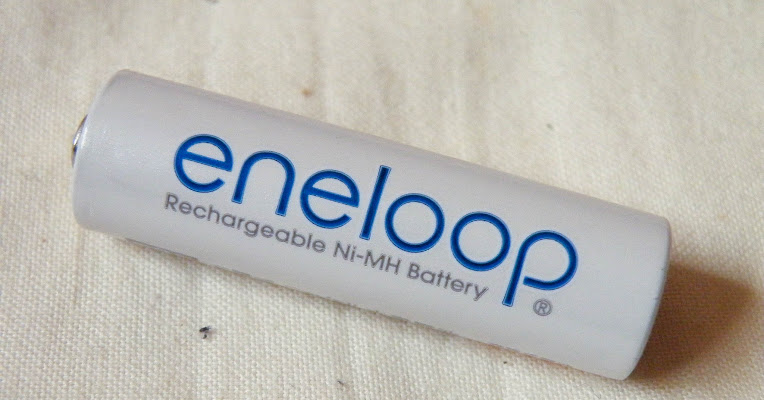 eneloop
Rechargeable Ni-MH Battery
®